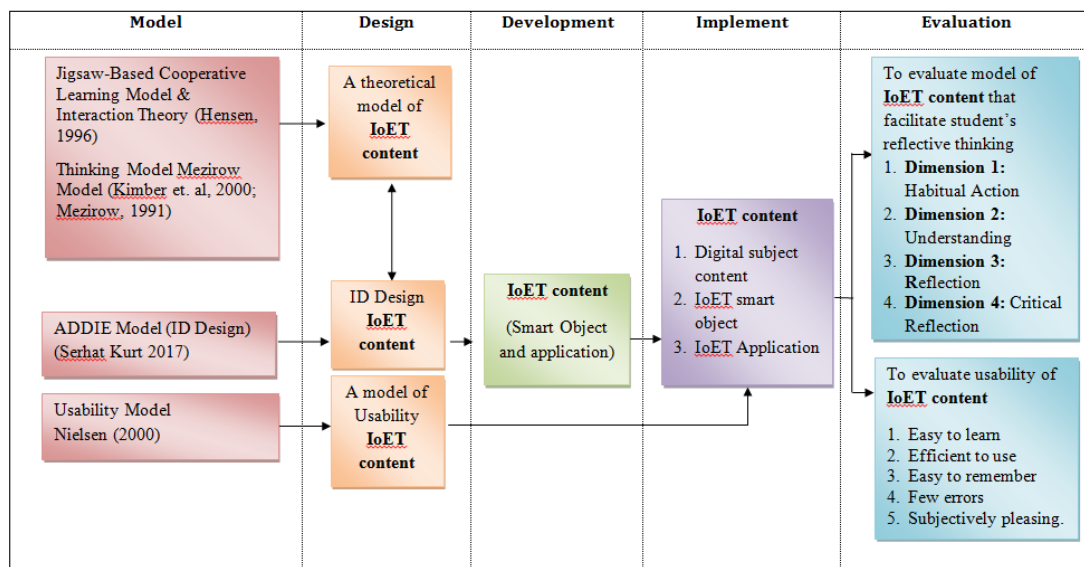 Model
Design
Development
Implement
Evaluation
Jigsaw-Based Cooperative
Learning Model &
Interaction Theory (Hensen,
1996)
Thinking Model Mezirow
Model (Kimber et. al, 2000;
Mezirow, 1991)
ADDIE Model (ID Design)
(Serhat Kurt 2017)
Usability Model
Nielsen (2000)
A theoretical
model of
IoET
content
ID Design
IoET
content
A model of
Usability
IoET
content
IoET content
(Smart Object
and application)
IoET content
1. Digital subject
content
2. IoET smart
object
3. IoET Application
To evaluate model of
IoET content that
facilitate student's
reflective thinking
1. Dimension 1:
Habitual Action
2. Dimension 2:
Understanding
3. Dimension 3:
Reflection
4. Dimension 4: Critical
Reflection
To evaluate usability of
IoET content
1. Easy to learn
2. Efficient to use
3. Easy to remember
4. Few errors
5. Subjectively pleasing.